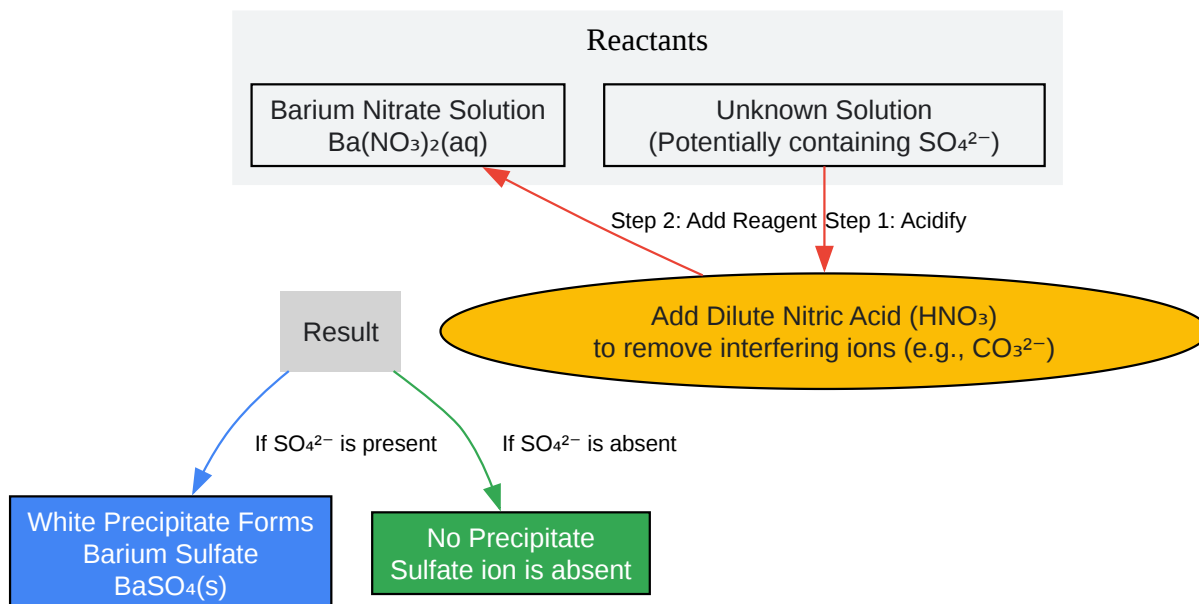 Reactants
Barium Nitrate Solution
Ba(NO₃)₂(aq)
Unknown Solution
(Potentially containing SO₄²⁻)
Step 2: Add Reagent
Step 1: Acidify
Add Dilute Nitric Acid (HNO₃)
to remove interfering ions (e.g., CO₃²⁻)
Result
If SO₄²⁻ is present
If SO₄²⁻ is absent
White Precipitate Forms
Barium Sulfate
BaSO₄(s)
No Precipitate
Sulfate ion is absent